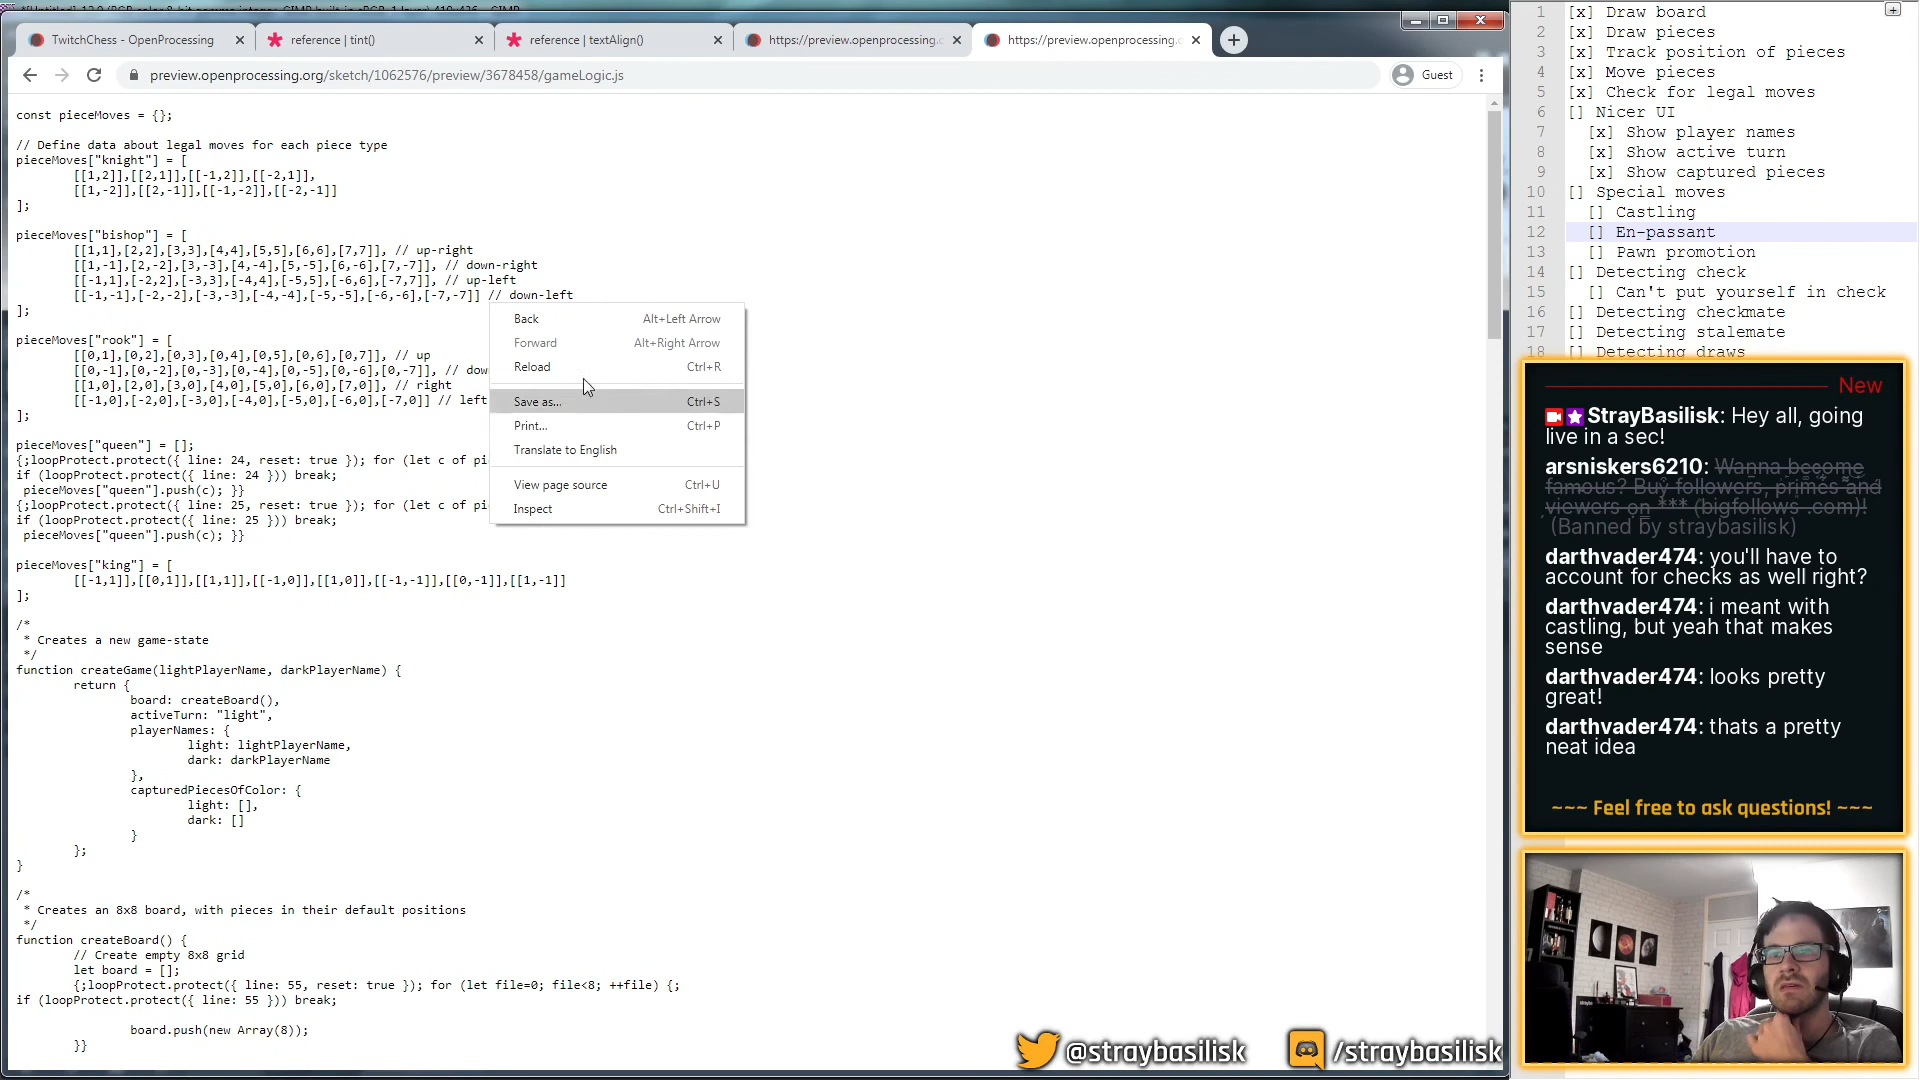 *[Untitled]-12.0 (RGB color 8-bit gamma integer, GIMP built-in sRGB, 1 layer) 410x436 – GIMP
TwitchChess - OpenProcessing
reference | tint()
reference | textAlign()
https://preview.openprocessing.
https://preview.openprocessing.
preview.openprocessing.org/sketch/1062576/preview/3678458/gameLogic.js
Guest
const pieceMoves = {};
// Define data about legal moves for each piece type
pieceMoves["knight"] = [
[[1,2]],[[2,1]],[[-1,2]],[[-2,1]],
[[1,-2]],[[2,-1]],[[-1,-2]],[[-2,-1]]
];
pieceMoves["bishop"] = [
[[1,1],[2,2],[3,3],[4,4],[5,5],[6,6],[7,7]], // up-right
[[1,-1],[2,-2],[3,-3],[4,-4],[5,-5],[6,-6],[7,-7]], // down-right
[[-1,1],[-2,2],[-3,3],[-4,4],[-5,5],[-6,6],[-7,7]], // up-left
[[-1,-1],[-2,-2],[-3,-3],[-4,-4],[-5,-5],[-6,-6],[-7,-7]] // down-left
];
pieceMoves["rook"] = [
[[0,1],[0,2],[0,3],[0,4],[0,5],[0,6],[0,7]], // up
[[0,-1],[0,-2],[0,-3],[0,-4],[0,-5],[0,-6],[0,-7]], // dow
[[1,0],[2,0],[3,0],[4,0],[5,0],[6,0],[7,0]], // right
[[-1,0],[-2,0],[-3,0],[-4,0],[-5,0],[-6,0],[-7,0]] // left
];
pieceMoves["queen"] = [];
{;loopProtect.protect({ line: 24, reset: true }); for (let c of pi
if (loopProtect.protect({ line: 24 })) break;
pieceMoves["queen"].push(c); }}
{;loopProtect.protect({ line: 25, reset: true }); for (let c of pi
if (loopProtect.protect({ line: 25 })) break;
pieceMoves["queen"].push(c); }}
pieceMoves["king"] = [
[[-1,1]],[[0,1]],[[1,1]],[[-1,0]],[[1,0]],[[-1,-1]],[[0,-1]],[[1,-1]]
];
/*
* Creates a new game-state
*/
function createGame(lightPlayerName, darkPlayerName) {
return {
board: createBoard(),
activeTurn: "light",
playerNames: {
light: lightPlayerName,
dark: darkPlayerName
},
capturedPiecesOfColor: {
light: [],
dark: []
}
};
}
/*
* Creates an 8x8 board, with pieces in their default positions
*/
function createBoard() {
// Create empty 8x8 grid
let board = [];
{;loopProtect.protect({ line: 55, reset: true }); for (let file=0; file<8; ++file) {;
if (loopProtect.protect({ line: 55 })) break;
board.push(new Array(8));
}}
Back Alt+Left Arrow
Forward Alt+Right Arrow
Reload Ctrl+R
Save as... Ctrl+S
Print... Ctrl+P
Translate to English
View page source Ctrl+U
Inspect Ctrl+Shift+I
@straybasilisk
/straybasilisk
1 [x] Draw board
2 [x] Draw pieces
3 [x] Track position of pieces
4 [x] Move pieces
5 [x] Check for legal moves
6 [] Nicer UI
7 [x] Show player names
8 [x] Show active turn
9 [x] Show captured pieces
10 [] Special moves
11 [] Castling
12 [] En-passant
13 [] Pawn promotion
14 [] Detecting check
15 [] Can't put yourself in check
16 [] Detecting checkmate
17 [] Detecting stalemate
18 [] Detecting draws
New
StrayBasilisk: Hey all, going
live in a sec!
arsniskers6210: Wanna become
famous? Buy followers, primes and
viewers on *** (bigfollows .com)!
(Banned by straybasilisk)
darthvader474: you'll have to
account for checks as well right?
darthvader474: i meant with
castling, but yeah that makes
sense
darthvader474: looks pretty
great!
darthvader474: thats a pretty
neat idea
~~~ Feel free to ask questions! ~~~